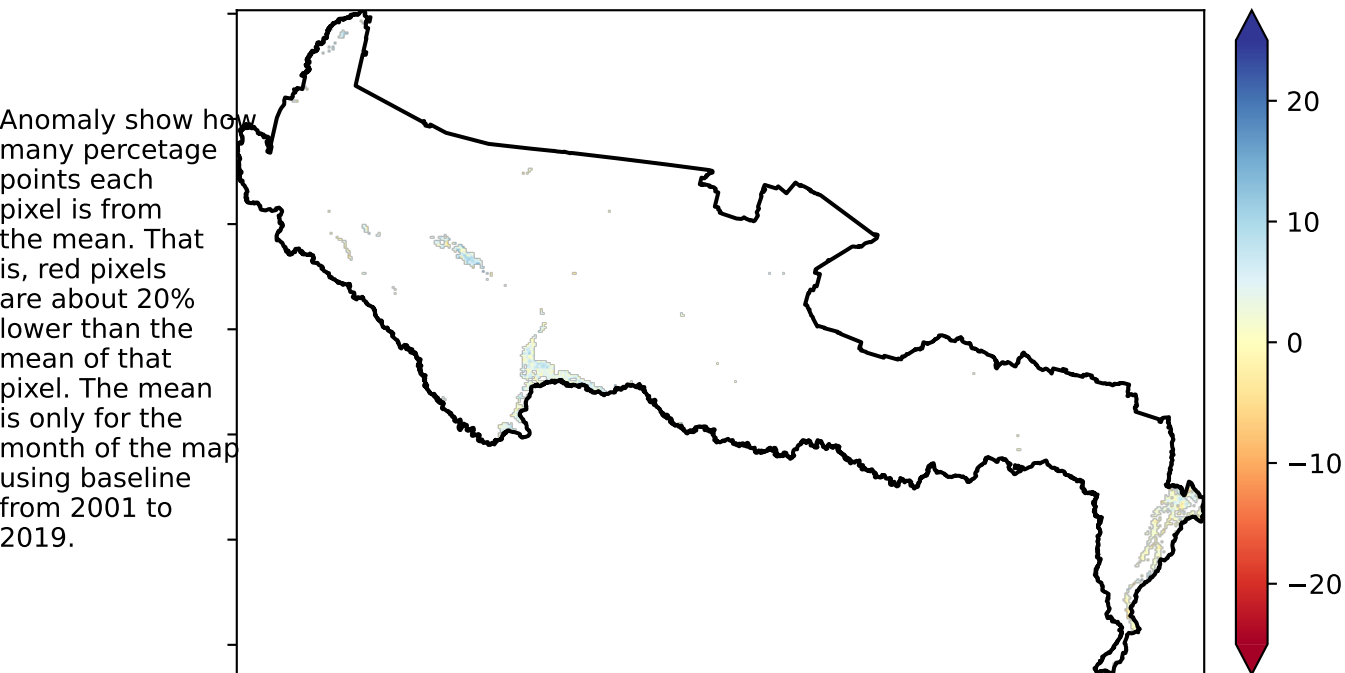 Anomaly show how
many percetage
points each
pixel is from
the mean. That
is, red pixels
are about 20%
lower than the
mean of that
pixel. The mean
is only for the
month of the map
using baseline
from 2001 to
2019.
20
10
0
−10
−20